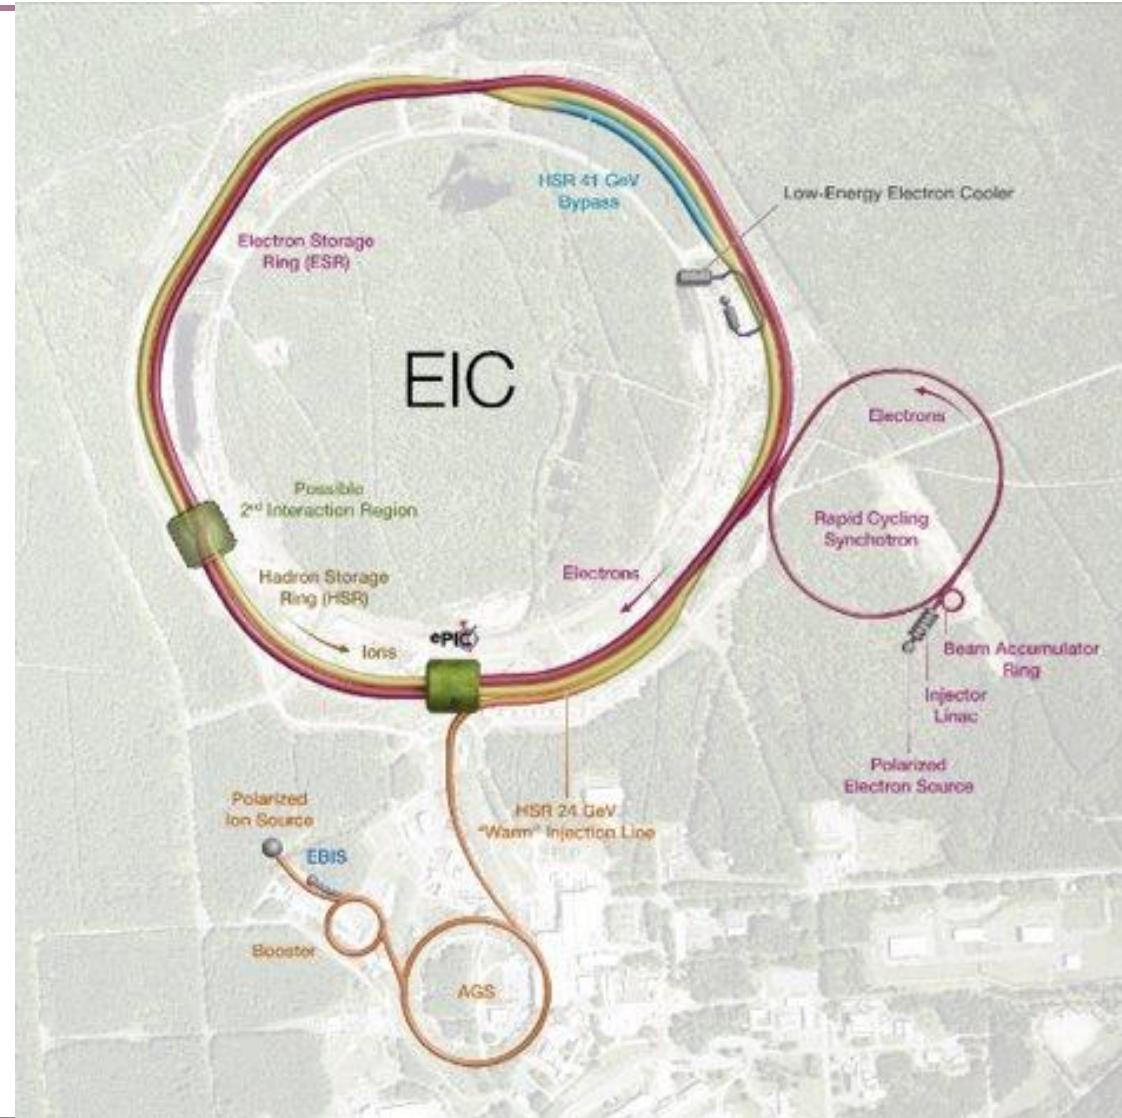 HSR 41 GeV
Bypass
Low-Energy Electron Cooler
Electron Storage
Ring (ESR)
EIC
Electrons
Rapid Cycling
Synchotron
Possible
2nd Interaction Region
Electrons
Hadron Storage
Ring (HSR)
Ions
ePIC
Beam Accumulator
Ring
Injector
Linac
Polarized
Electron Source
Polarized
Ion Source
HSR 24 GeV
"Warm" Injection Line
EBIS
Booster
AGS